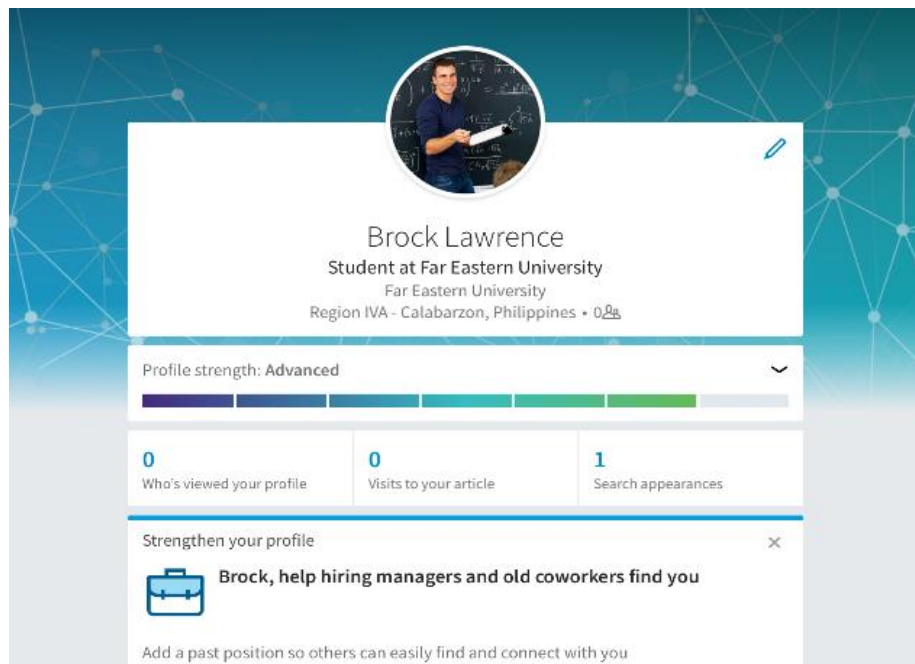 Brock Lawrence
Student at Far Eastern University
Far Eastern University
Region IVA - Calabarzon, Philippines • 0
Profile strength: Advanced
0
Who's viewed your profile
0
Visits to your article
1
Search appearances
Strengthen your profile
Brock, help hiring managers and old coworkers find you
Add a past position so others can easily find and connect with you